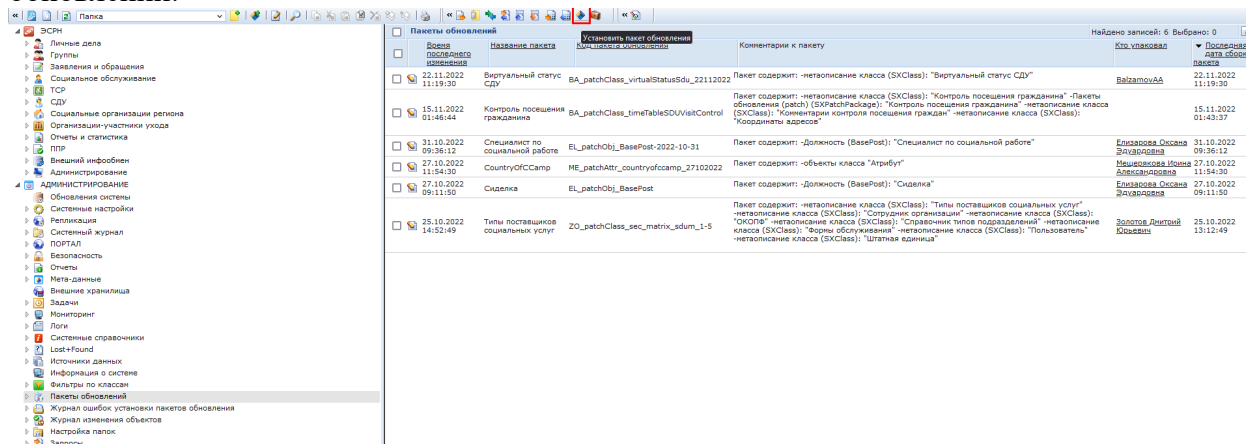 обновлений.
Папка
ЭСРН
Личные дела
Группы
Заявления и обращения
Социальное обслуживание
ТСР
СДУ
Социальные организации региона
Организации-участники ухода
Отчеты и статистика
ППР
Внешний инфообмен
Администрирование
АДМИНИСТРИРОВАНИЕ
Обновления системы
Системные настройки
Репликация
Системный журнал
ПОРТАЛ
Безопасность
Отчеты
Мета-данные
Внешние хранилища
Задачи
Мониторинг
Логи
Системные справочники
Lost+Found
Источники данных
Информация о системе
Фильтры по классам
Пакеты обновлений
Журнал ошибок установки пакетов обновления
Журнал изменения объектов
Настройка папок
Запросы
Пакеты обновлений
Установить пакет обновления
Найдено записей: 6 Выбрано: 0
Время последнего изменения
Название пакета
Код пакета обновления
Комментарии к пакету
Кто упаковал
Последняя дата сборки пакета
22.11.2022 11:19:30
Виртуальный статус СДУ
BA_patchClass_virtualStatusSdu_22112022
Пакет содержит: -метаописание класса (SXClass): "Виртуальный статус СДУ"
BalzamovAA
22.11.2022 11:19:30
15.11.2022 01:46:44
Контроль посещения гражданина
BA_patchClass_timeTableSDUVisitControl
Пакет содержит: -метаописание класса (SXClass): "Контроль посещения гражданина" -Пакеты
обновления (patch) (SXPatchPackage): "Контроль посещения гражданина" -метаописание класса
(SXClass): "Комментарии контроля посещения граждан" -метаописание класса (SXClass):
"Координаты адресов"
15.11.2022 01:43:37
31.10.2022 09:36:12
Специалист по социальной работе
EL_patchObj_BasePost-2022-10-31
Пакет содержит: -Должность (BasePost): "Специалист по социальной работе"
Елизарова Оксана Эдуардовна
31.10.2022 09:36:12
27.10.2022 11:54:30
CountryOfCCamp
ME_patchAttr_countryofccamp_27102022
Пакет содержит: -объекты класса "Атрибут"
Мещерякова Ирина Александровна
27.10.2022 11:54:30
27.10.2022 09:11:50
Сиделка
EL_patchObj_BasePost
Пакет содержит: -Должность (BasePost): "Сиделка"
Елизарова Оксана Эдуардовна
27.10.2022 09:11:50
25.10.2022 14:52:49
Типы поставщиков социальных услуг
ZO_patchClass_sec_matrix_sdum_1-5
Пакет содержит: -метаописание класса (SXClass): "Типы поставщиков социальных услуг"
-метаописание класса (SXClass): "Сотрудник организации" -метаописание класса (SXClass):
"ОКОПФ" -метаописание класса (SXClass): "Справочник типов подразделений" -метаописание
класса (SXClass): "Формы обслуживания" -метаописание класса (SXClass): "Пользователь"
-метаописание класса (SXClass): "Штатная единица"
Золотов Дмитрий Юрьевич
25.10.2022 13:12:49